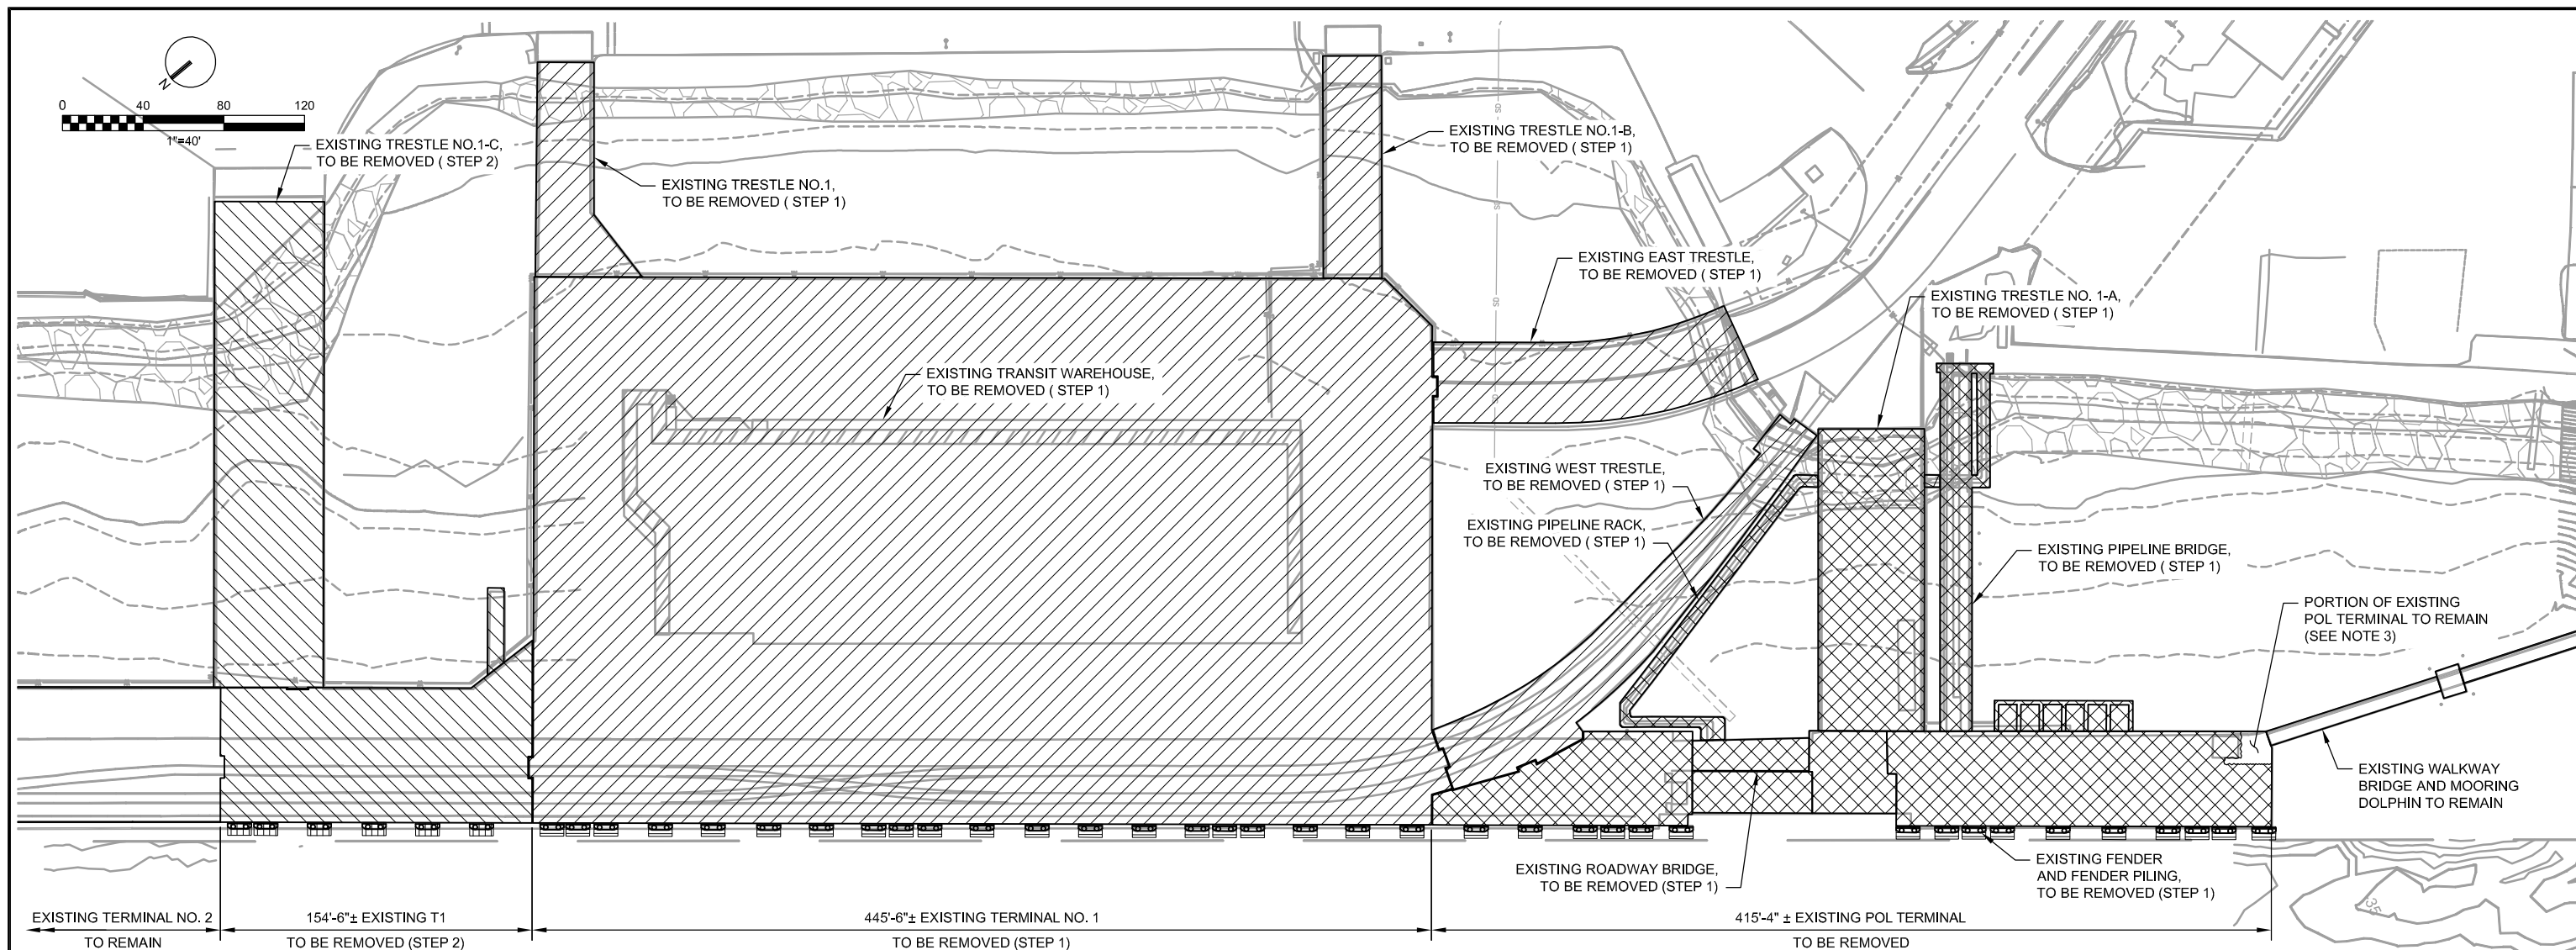 N
0 40 80 120
1"=40'
EXISTING TRESTLE NO.1-C,
TO BE REMOVED ( STEP 2)
EXISTING TRESTLE NO.1,
TO BE REMOVED ( STEP 1)
EXISTING TRESTLE NO.1-B,
TO BE REMOVED ( STEP 1)
SD
SD
SD
SD
EXISTING EAST TRESTLE,
TO BE REMOVED ( STEP 1)
EXISTING TRESTLE NO. 1-A,
TO BE REMOVED ( STEP 1)
EXISTING TRANSIT WAREHOUSE,
TO BE REMOVED ( STEP 1)
EXISTING WEST TRESTLE,
TO BE REMOVED ( STEP 1)
EXISTING PIPELINE RACK,
TO BE REMOVED ( STEP 1)
EXISTING PIPELINE BRIDGE,
TO BE REMOVED ( STEP 1)
PORTION OF EXISTING
POL TERMINAL TO REMAIN
(SEE NOTE 3)
EXISTING WALKWAY
BRIDGE AND MOORING
DOLPHIN TO REMAIN
EXISTING ROADWAY BRIDGE,
TO BE REMOVED (STEP 1)
EXISTING FENDER
AND FENDER PILING,
TO BE REMOVED (STEP 1)
35
EXISTING TERMINAL NO. 2
TO REMAIN
154'-6"± EXISTING T1
TO BE REMOVED (STEP 2)
445'-6"± EXISTING TERMINAL NO. 1
TO BE REMOVED (STEP 1)
415'-4" ± EXISTING POL TERMINAL
TO BE REMOVED